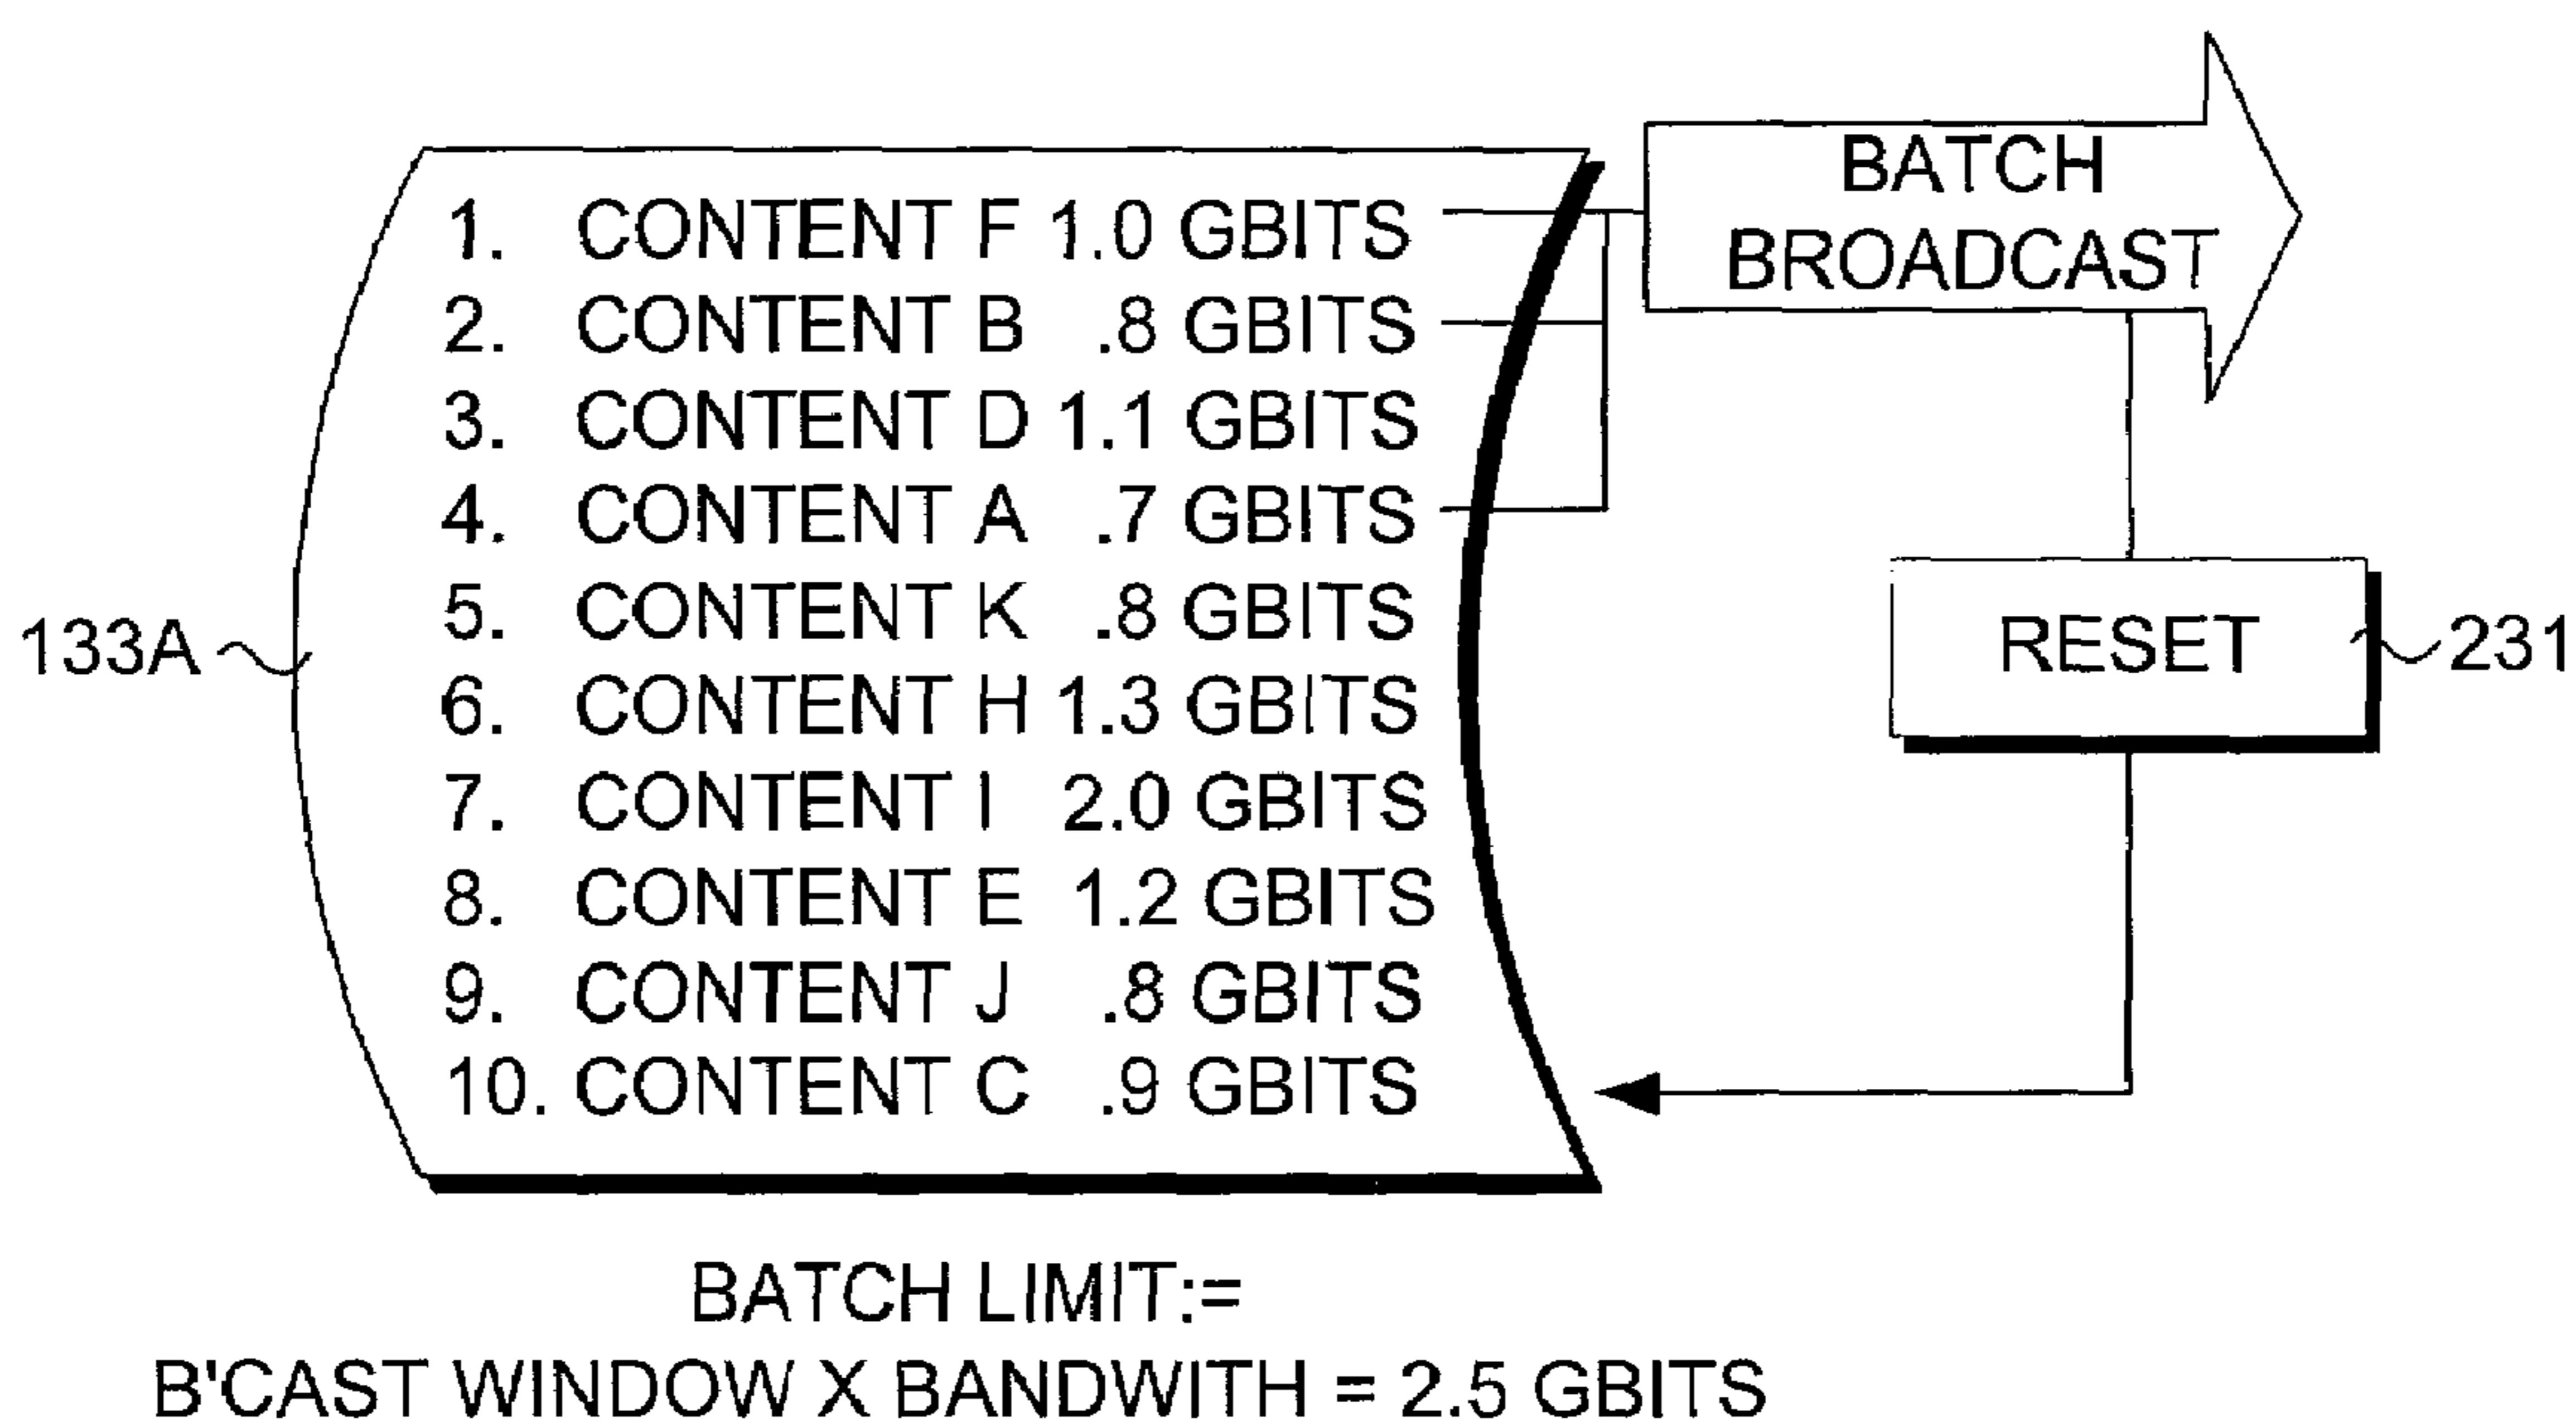 1. CONTENT F 1.0 GBITS
2. CONTENT B .8 GBITS
3. CONTENT D 1.1 GBITS
4. CONTENT A .7 GBITS
5. CONTENT K .8 GBITS
6. CONTENT H 1.3 GBITS
7. CONTENT I 2.0 GBITS
8. CONTENT E 1.2 GBITS
9. CONTENT J .8 GBITS
10. CONTENT C .9 GBITS
BATCH
BROADCAST
133A
RESET
231
BATCH LIMIT:=
B'CAST WINDOW X BANDWITH = 2.5 GBITS